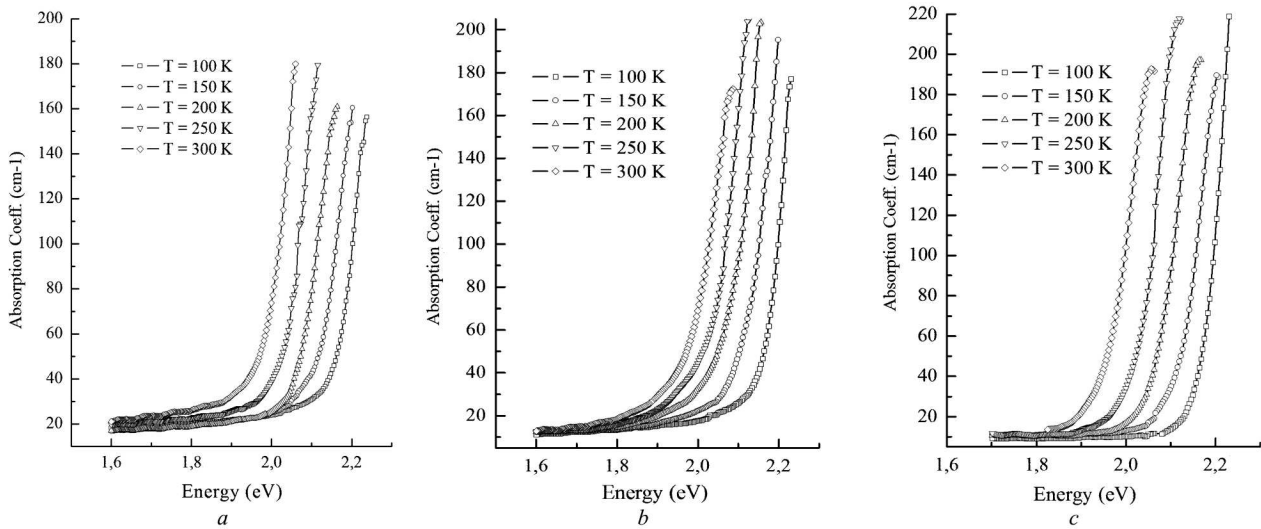 200
180
160
140
120
100
80
60
40
20
Absorption Coeff. (cm-1)
T = 100 K
T = 150 K
T = 200 K
T = 250 K
T = 300 K
1,6
1,8
2,0
2,2
Energy (eV)
a
200
180
160
140
120
100
80
60
40
20
Absorption Coeff. (cm-1)
T = 100 K
T = 150 K
T = 200 K
T = 250 K
T = 300 K
1,6
1,8
2,0
2,2
Energy (eV)
b
220
200
180
160
140
120
100
80
60
40
20
Absorption Coeff. (cm-1)
T = 100 K
T = 150 K
T = 200 K
T = 250 K
T = 300 K
1,6
1,8
2,0
2,2
Energy (eV)
c